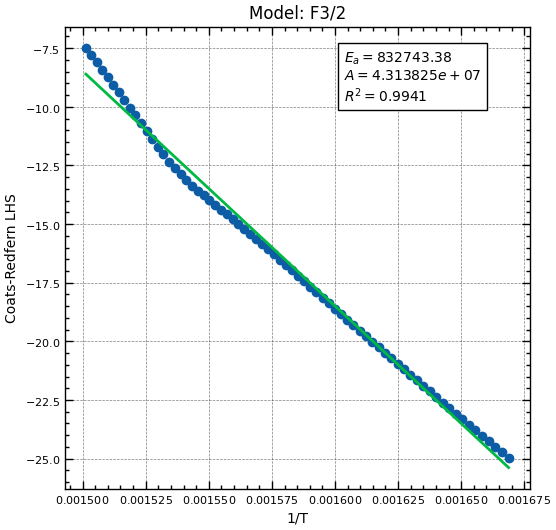 Model: F3/2
Eₐ = 832743.38
A = 4.313825e + 07
R² = 0.9941
Coats-Redfern LHS
−7.5
−10.0
−12.5
−15.0
−17.5
−20.0
−22.5
−25.0
0.001500 0.001525 0.001550 0.001575 0.001600 0.001625 0.001650 0.001675
1/T